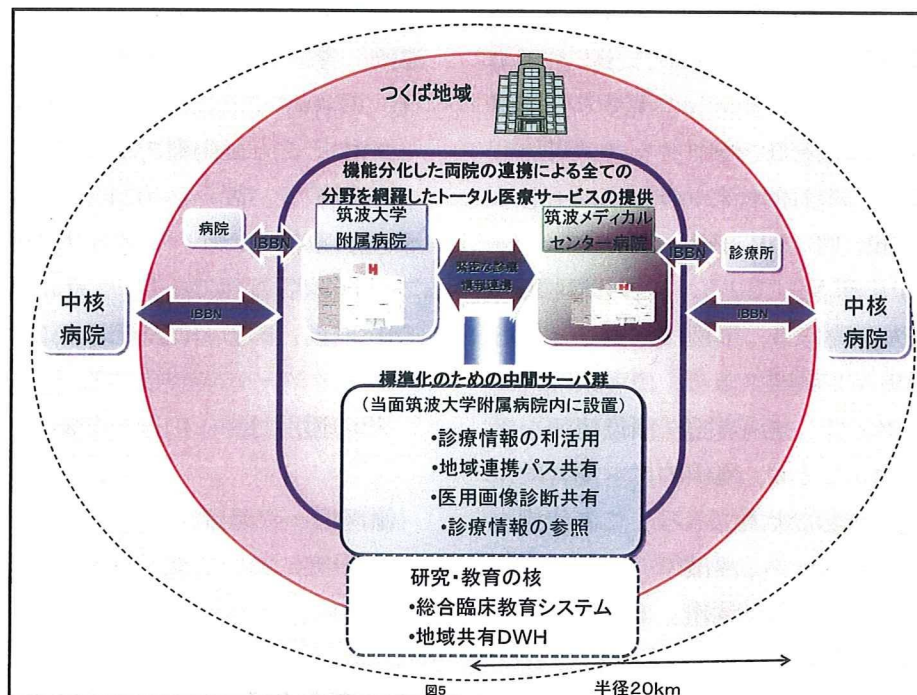 つくば地域
機能分化した両院の連携による全ての
分野を網羅したトータル医療サービスの提供
病院
IBBN
筑波大学
附属病院
筑波メディカル
センター病院
IBBN
診療所
診療
情報連携
中核
病院
IBBN
IBBN
中核
病院
標準化のための中間サーバ群
(当面筑波大学附属病院内に設置)
・診療情報の利活用
・地域連携パス共有
・医用画像診断共有
・診療情報の参照
研究・教育の核
・総合臨床教育システム
・地域共有DWH
図5
半径20km